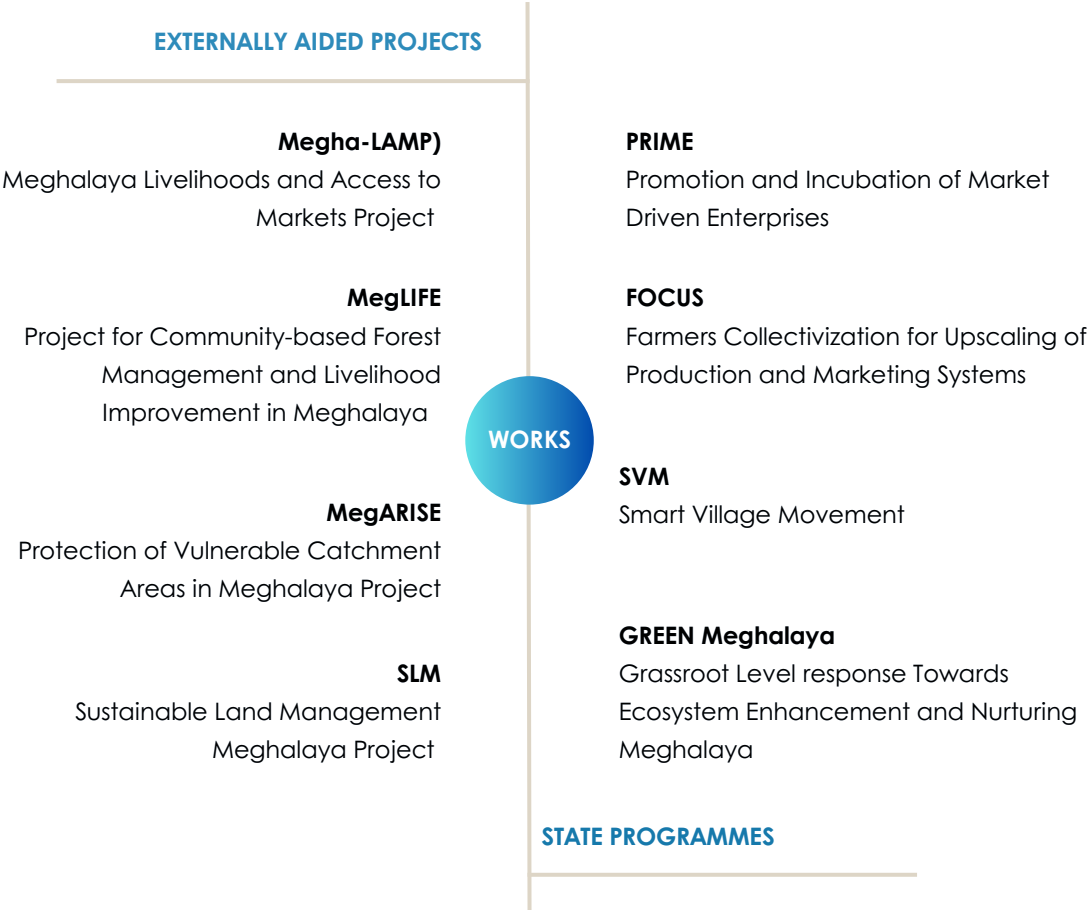 EXTERNALLY AIDED PROJECTS
Megha-LAMP)
Meghalaya Livelihoods and Access to
Markets Project
MegLIFE
Project for Community-based Forest
Management and Livelihood
Improvement in Meghalaya
MegARISE
Protection of Vulnerable Catchment
Areas in Meghalaya Project
SLM
Sustainable Land Management
Meghalaya Project
WORKS
PRIME
Promotion and Incubation of Market
Driven Enterprises
FOCUS
Farmers Collectivization for Upscaling of
Production and Marketing Systems
SVM
Smart Village Movement
GREEN Meghalaya
Grassroot Level response Towards
Ecosystem Enhancement and Nurturing
Meghalaya
STATE PROGRAMMES